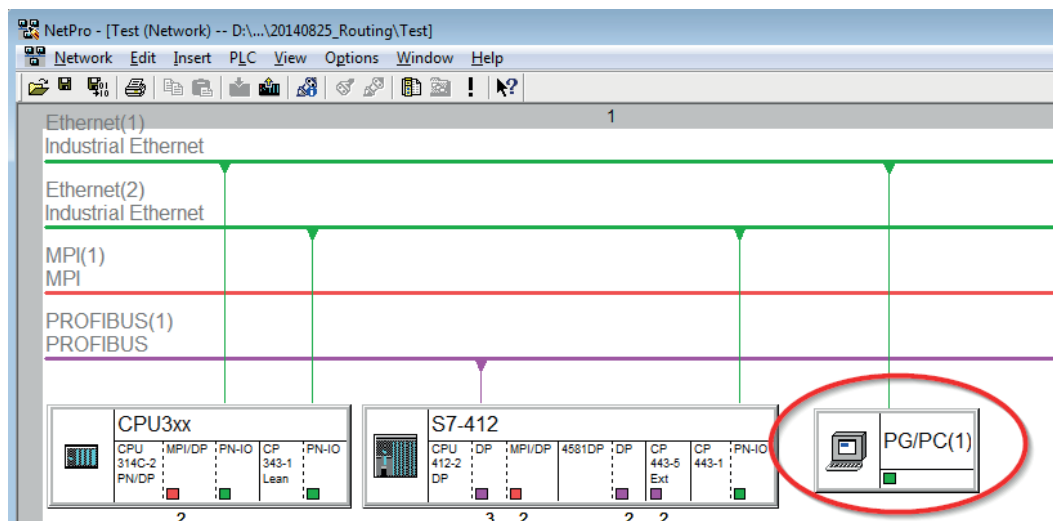 NetPro - [Test (Network) -- D:\...\20140825_Routing\Test]
Network Edit Insert PLC View Options Window Help
1
Ethernet(1)
Industrial Ethernet
Ethernet(2)
Industrial Ethernet
MPI(1)
MPI
PROFIBUS(1)
PROFIBUS
CPU3xx
CPU 314C-2 PN/DP
MPI/DP
PN-IO
CP 343-1 Lean
PN-IO
2
S7-412
CPU 412-2 DP
DP
MPI/DP
4581DP
DP
CP 443-5 Ext
CP 443-1
PN-IO
3 2 2 2
PG/PC(1)